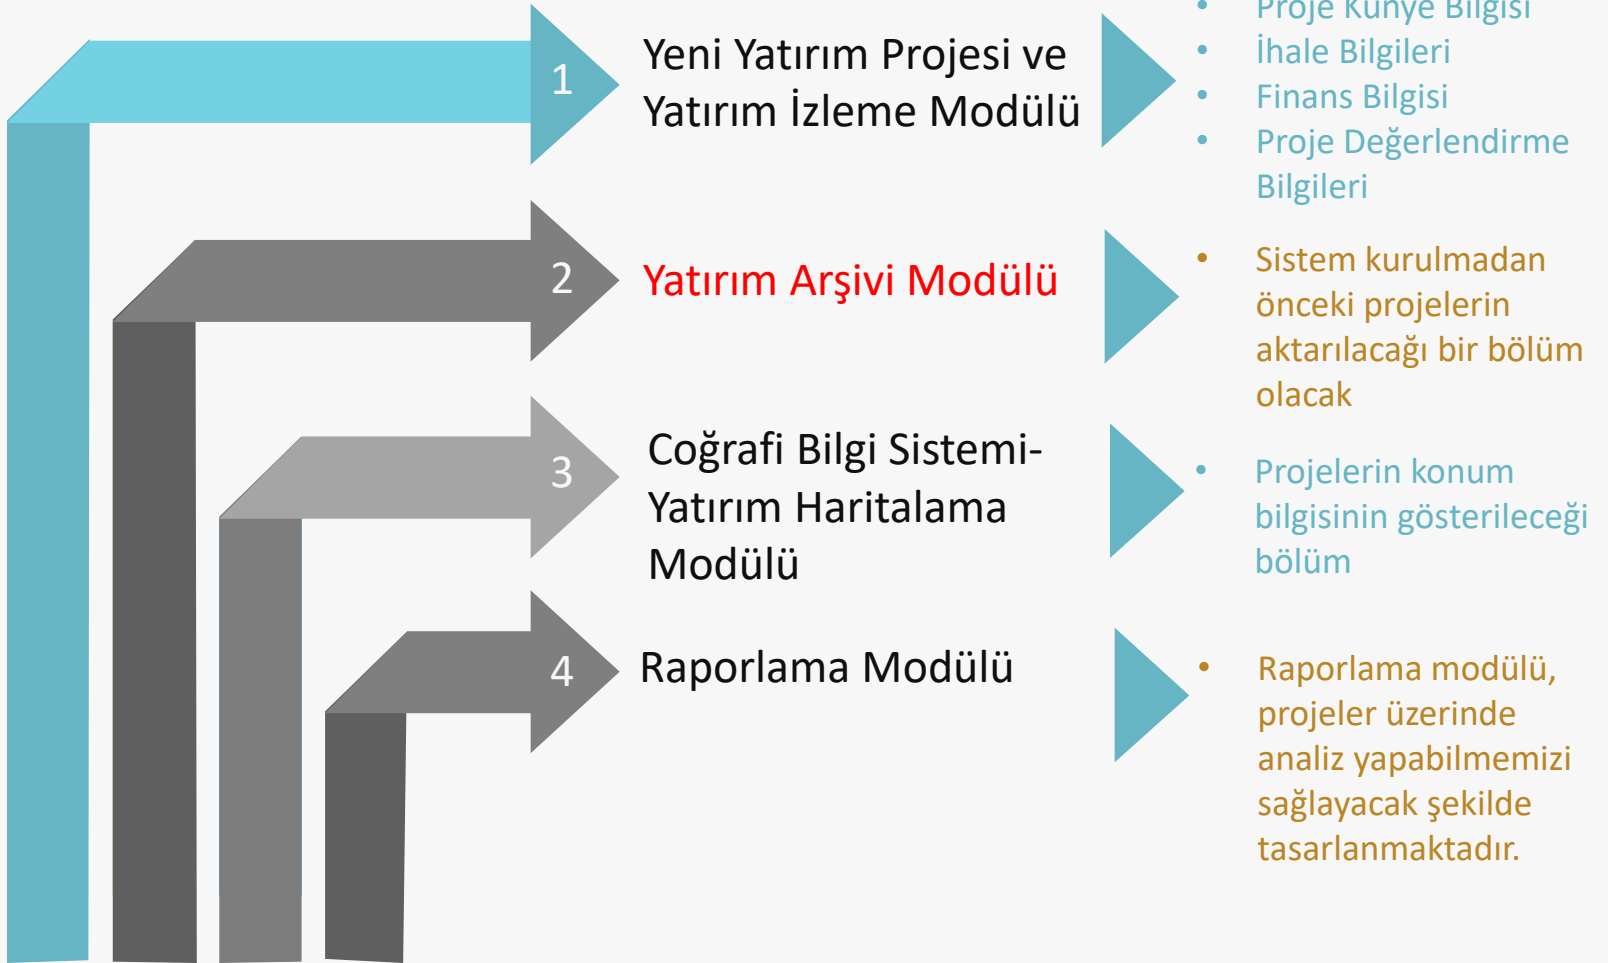 1
Yeni Yatırım Projesi ve
Yatırım İzleme Modülü
• Proje Künye Bilgisi
• İhale Bilgileri
• Finans Bilgisi
• Proje Değerlendirme
Bilgileri
2
Yatırım Arşivi Modülü
• Sistem kurulmadan
önceki projelerin
aktarılacağı bir bölüm
olacak
3
Coğrafi Bilgi Sistemi-
Yatırım Haritalama
Modülü
• Projelerin konum
bilgisinin gösterileceği
bölüm
4
Raporlama Modülü
• Raporlama modülü,
projeler üzerinde
analiz yapabilmemizi
sağlayacak şekilde
tasarlanmaktadır.